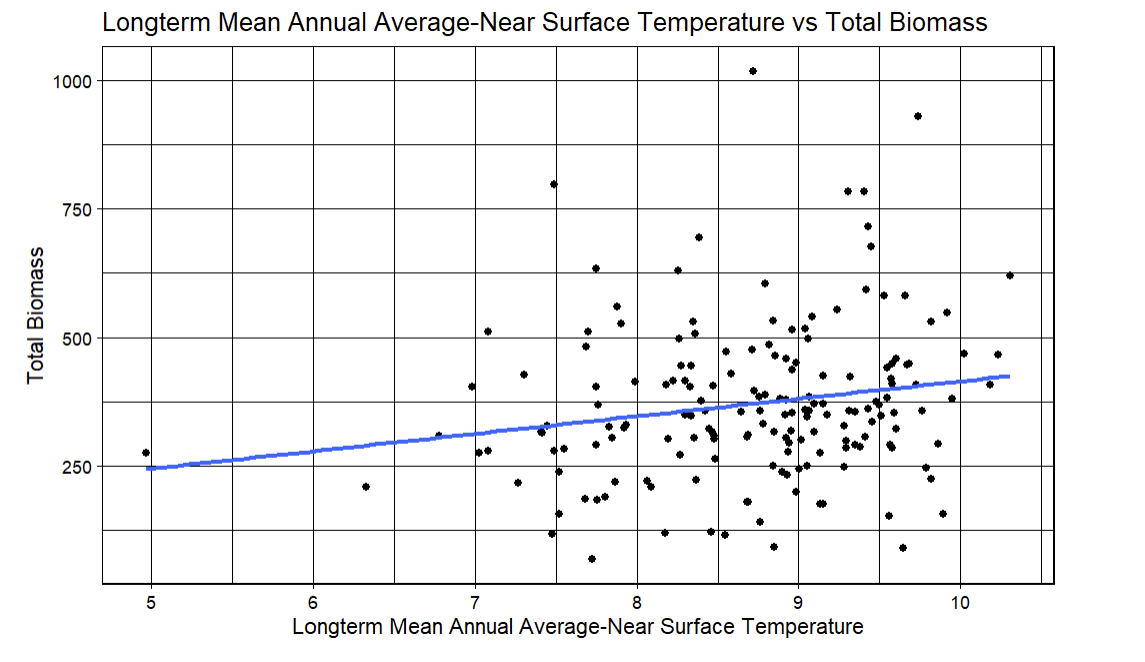 Longterm Mean Annual Average-Near Surface Temperature vs Total Biomass
1000
750
500
250
Total Biomass
5 6 7 8 9 10
Longterm Mean Annual Average-Near Surface Temperature